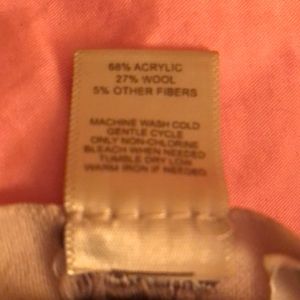 68% ACRYLIC
27% WOOL
5% OTHER FIBERS
MACHINE WASH COLD
GENTLE CYCLE
ONLY NON-CHLORINE
BLEACH WHEN NEEDED
TUMBLE DRY LOW
WARM IRON IF NEEDED